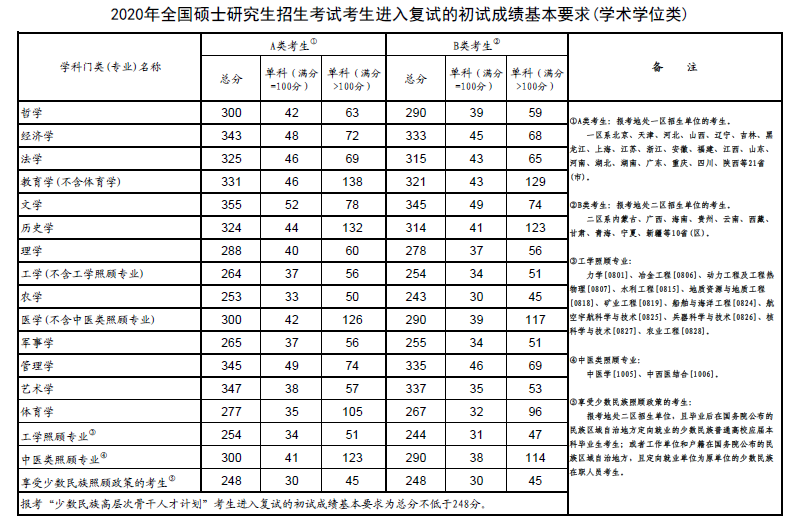 2020年全国硕士研究生招生考试考生进入复试的初试成绩基本要求(学术学位类)
学科门类(专业)名称 A类考生① B类考生② 备 注
总分 单科（满分=100分） 单科（满分>100分） 总分 单科（满分=100分） 单科（满分>100分）
哲学 300 42 63 290 39 59
经济学 343 48 72 333 45 68
法学 325 46 69 315 43 65
教育学(不含体育学) 331 46 138 321 43 129
文学 355 52 78 345 49 74
历史学 324 44 132 314 41 123
理学 288 40 60 278 37 56
工学(不含工学照顾专业) 264 37 56 254 34 51
农学 253 33 50 243 30 45
医学(不含中医类照顾专业) 300 42 126 290 39 117
军事学 265 37 56 255 34 51
管理学 345 49 74 335 46 69
艺术学 347 38 57 337 35 53
体育学 277 35 105 267 32 96
工学照顾专业③ 254 34 51 244 31 47
中医类照顾专业④ 300 41 123 290 38 114
享受少数民族照顾政策的考生⑤ 248 30 45 248 30 45
报考“少数民族高层次骨干人才计划”考生进入复试的初试成绩基本要求为总分不低于248分。
①A类考生：报考地处一区招生单位的考生。
一区系北京、天津、河北、山西、辽宁、吉林、黑
龙江、上海、江苏、浙江、安徽、福建、江西、山东、
河南、湖北、湖南、广东、重庆、四川、陕西等21省
(市)。
②B类考生：报考地处二区招生单位的考生。
二区系内蒙古、广西、海南、贵州、云南、西藏、
甘肃、青海、宁夏、新疆等10省(区)。
③工学照顾专业：
力学[0801]、冶金工程[0806]、动力工程及工程热
物理[0807]、水利工程[0815]、地质资源与地质工程
[0818]、矿业工程[0819]、船舶与海洋工程[0824]、航
空宇航科学与技术[0825]、兵器科学与技术[0826]、核
科学与技术[0827]、农业工程[0828]。
④中医类照顾专业：
中医学[1005]、中西医结合[1006]。
⑤享受少数民族照顾政策的考生：
报考地处二区招生单位，且毕业后在国务院公布的
民族区域自治地方定向就业的少数民族普通高校应届本
科毕业生考生；或者工作单位和户籍在国务院公布的民
族区域自治地方，且定向就业单位为原单位的少数民族
在职人员考生。